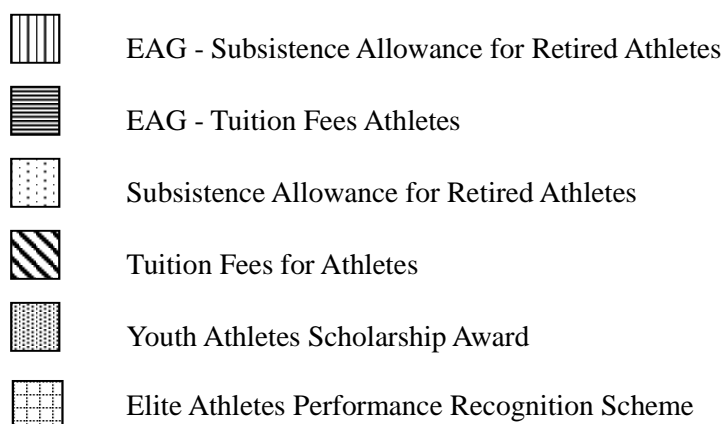 EAG - Subsistence Allowance for Retired Athletes
EAG - Tuition Fees Athletes
Subsistence Allowance for Retired Athletes
Tuition Fees for Athletes
Youth Athletes Scholarship Award
Elite Athletes Performance Recognition Scheme